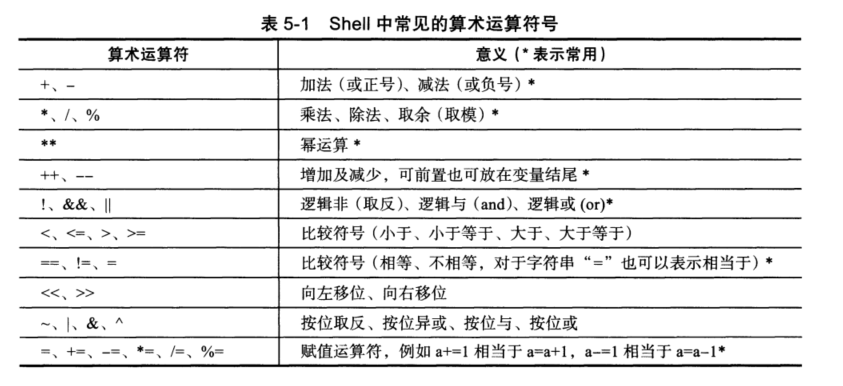 表 5-1 Shell 中常见的算术运算符号
算术运算符 意义(*表示常用)
+、- 加法(或正号)、减法(或负号)*
*、/、% 乘法、除法、取余(取模)*
** 幂运算*
++、-- 增加及减少，可前置也可放在变量结尾*
!、&&、|| 逻辑非(取反)、逻辑与(and)、逻辑或(or)*
<、<=、>、>= 比较符号(小于、小于等于、大于、大于等于)
==、!=、= 比较符号(相等、不相等，对于字符串“=”也可以表示相当于)*
<<、>> 向左移位、向右移位
~、|、&、^ 按位取反、按位异或、按位与、按位或
=、+=、-=、*=、/=、%= 赋值运算符，例如 a+=1 相当于 a=a+1，a-=1 相当于 a=a-1*